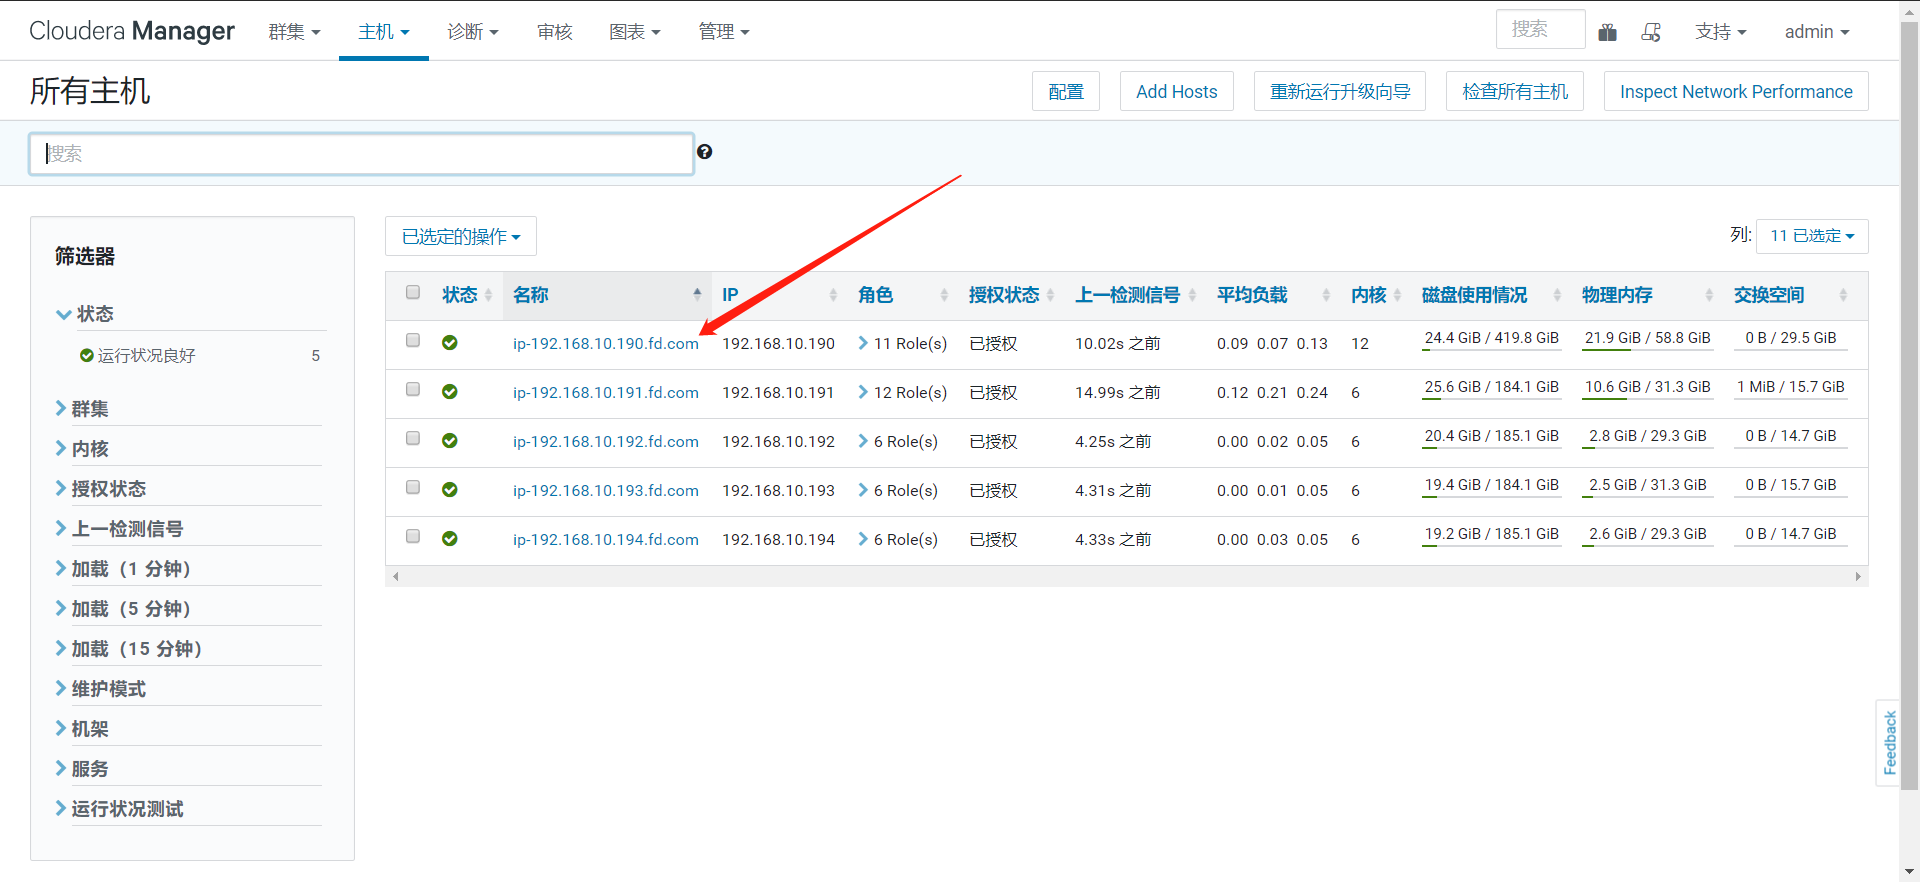 Cloudera Manager 群集 主机 诊断 审核 图表 管理 搜索 支持 admin
所有主机 配置 Add Hosts 重新运行升级向导 检查所有主机 Inspect Network Performance
搜索
已选定的操作 列: 11 已选定
筛选器
状态
运行状况良好 5
群集
内核
授权状态
上一检测信号
加载（1 分钟）
加载（5 分钟）
加载（15 分钟）
维护模式
机架
服务
运行状况测试
状态 名称 IP 角色 授权状态 上一检测信号 平均负载 内核 磁盘使用情况 物理内存 交换空间
ip-192.168.10.190.fd.com 192.168.10.190 11 Role(s) 已授权 10.02s 之前 0.09 0.07 0.13 12 24.4 GiB / 419.8 GiB 21.9 GiB / 58.8 GiB 0 B / 29.5 GiB
ip-192.168.10.191.fd.com 192.168.10.191 12 Role(s) 已授权 14.99s 之前 0.12 0.21 0.24 6 25.6 GiB / 184.1 GiB 10.6 GiB / 31.3 GiB 1 MiB / 15.7 GiB
ip-192.168.10.192.fd.com 192.168.10.192 6 Role(s) 已授权 4.25s 之前 0.00 0.02 0.05 6 20.4 GiB / 185.1 GiB 2.8 GiB / 29.3 GiB 0 B / 14.7 GiB
ip-192.168.10.193.fd.com 192.168.10.193 6 Role(s) 已授权 4.31s 之前 0.00 0.01 0.05 6 19.4 GiB / 184.1 GiB 2.5 GiB / 31.3 GiB 0 B / 15.7 GiB
ip-192.168.10.194.fd.com 192.168.10.194 6 Role(s) 已授权 4.33s 之前 0.00 0.03 0.05 6 19.2 GiB / 185.1 GiB 2.6 GiB / 29.3 GiB 0 B / 14.7 GiB
Feedback